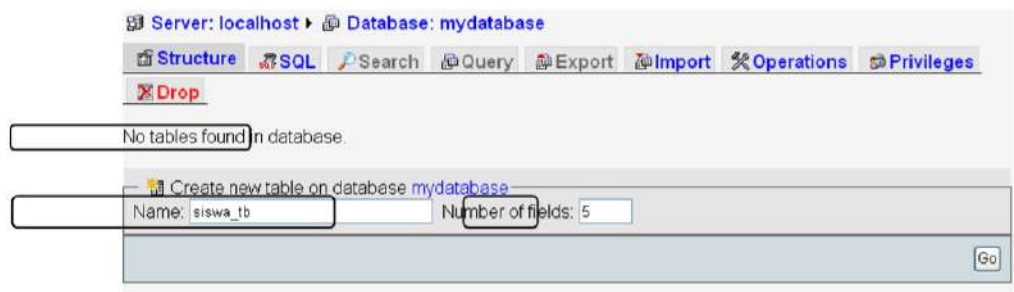 Server: localhost Database: mydatabase
Structure SQL Search Query Export Import Operations Privileges
Drop
No tables found in database.
Create new table on database mydatabase
Name: siswa_tb Number of fields: 5
Go